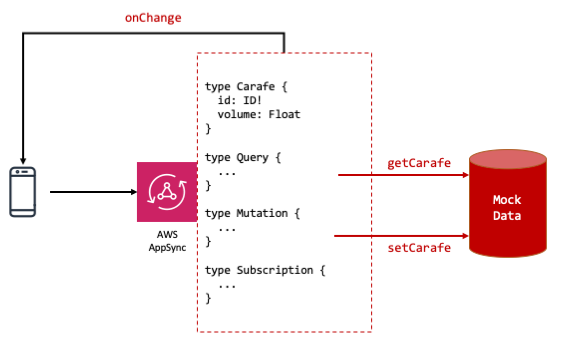 onChange
type Carafe {
id: ID!
volume: Float
}
type Query {
...
}
type Mutation {
...
}
type Subscription {
...
}
AWS
AppSync
getCarafe
setCarafe
Mock
Data